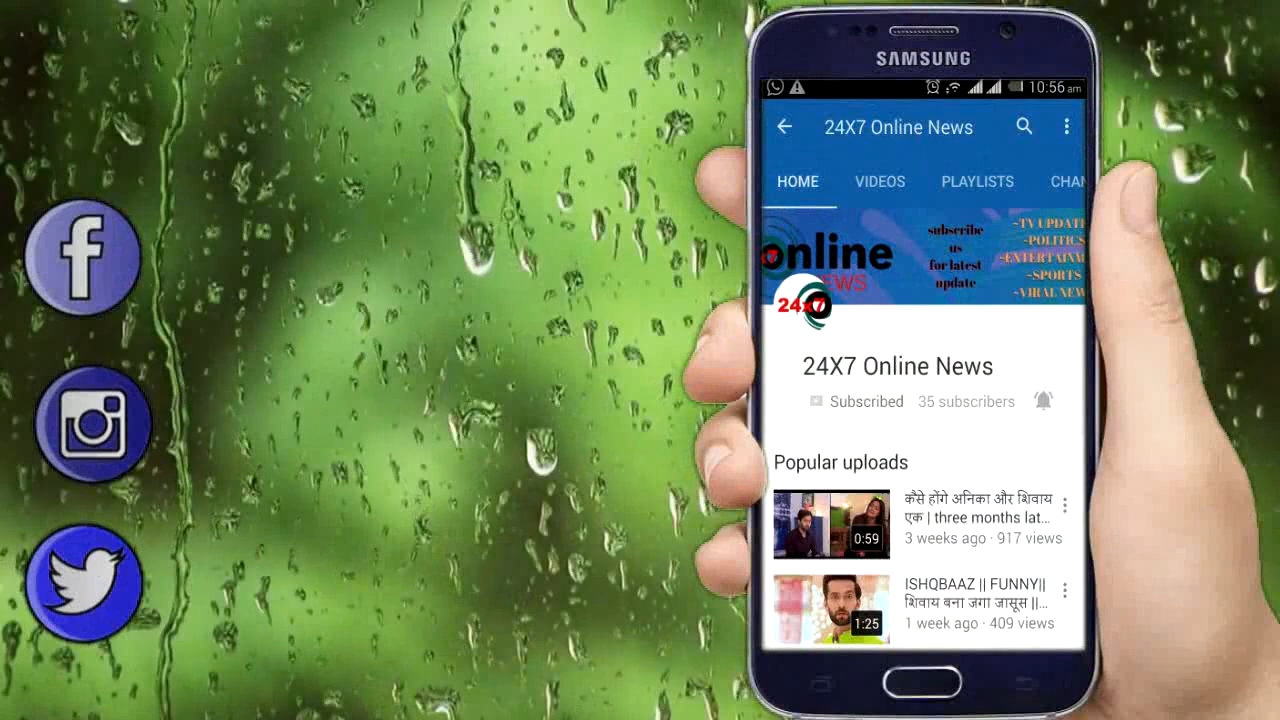 SAMSUNG
10:56 am
24X7 Online News
HOME VIDEOS PLAYLISTS CHAN
online
NEWS
24x7
subscribe
us
for latest
update
~TV UPDATE
~POLITICS
~ENTERTAINM
~SPORTS
~VIRAL NEW
24X7 Online News
Subscribed 35 subscribers
Popular uploads
कैसे होंगे अनिका और शिवाय
एक | three months lat...
3 weeks ago · 917 views
0:59
ISHQBAAZ || FUNNY||
शिवाय बना जगा जासूस ||...
1 week ago · 409 views
1:25